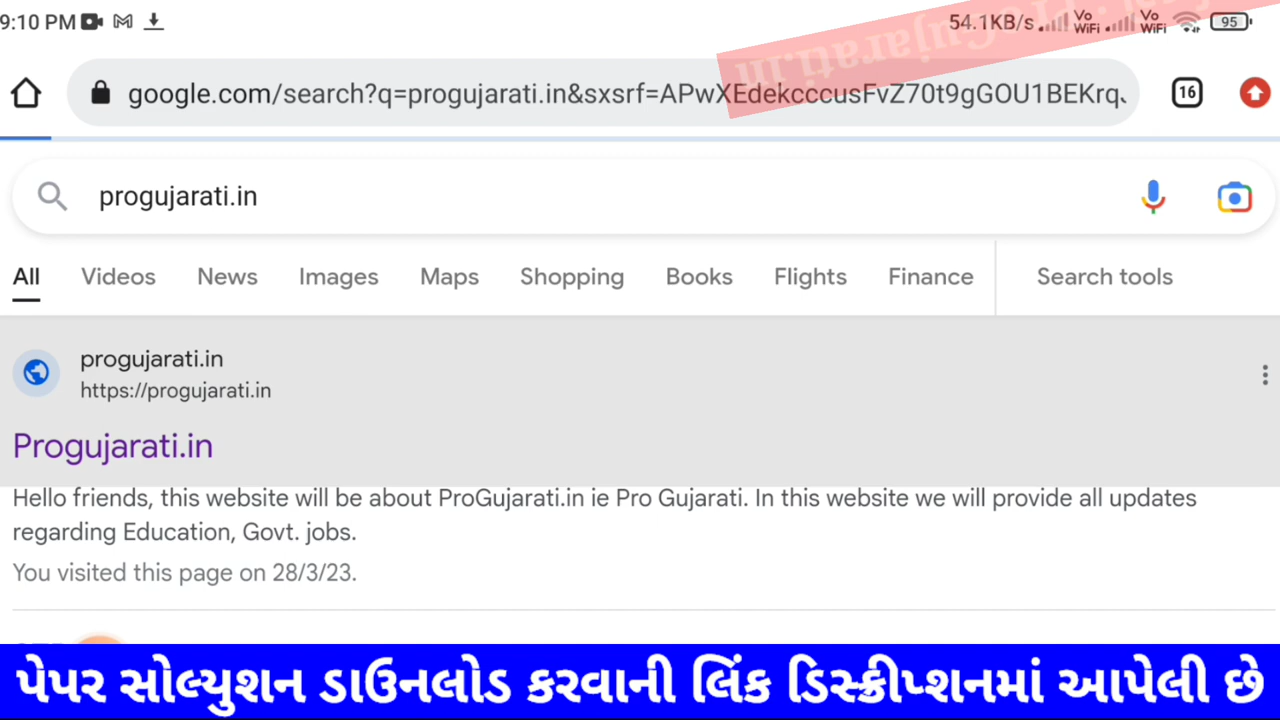 9:10 PM
54.1KB/s Vo WiFi Vo WiFi 95
ProGujarati.in
google.com/search?q=progujarati.in&sxsrf=APwXEdekcccusFvZ70t9gGOU1BEKrqJ
16
progujarati.in
All Videos News Images Maps Shopping Books Flights Finance Search tools
progujarati.in
https://progujarati.in
Progujarati.in
Hello friends, this website will be about ProGujarati.in ie Pro Gujarati. In this website we will provide all updates
regarding Education, Govt. jobs.
You visited this page on 28/3/23.
પેપર સોલ્યુશન ડાઉનલોડ કરવાની લિંક ડિસ્ક્રીપ્શનમાં આપેલી છે